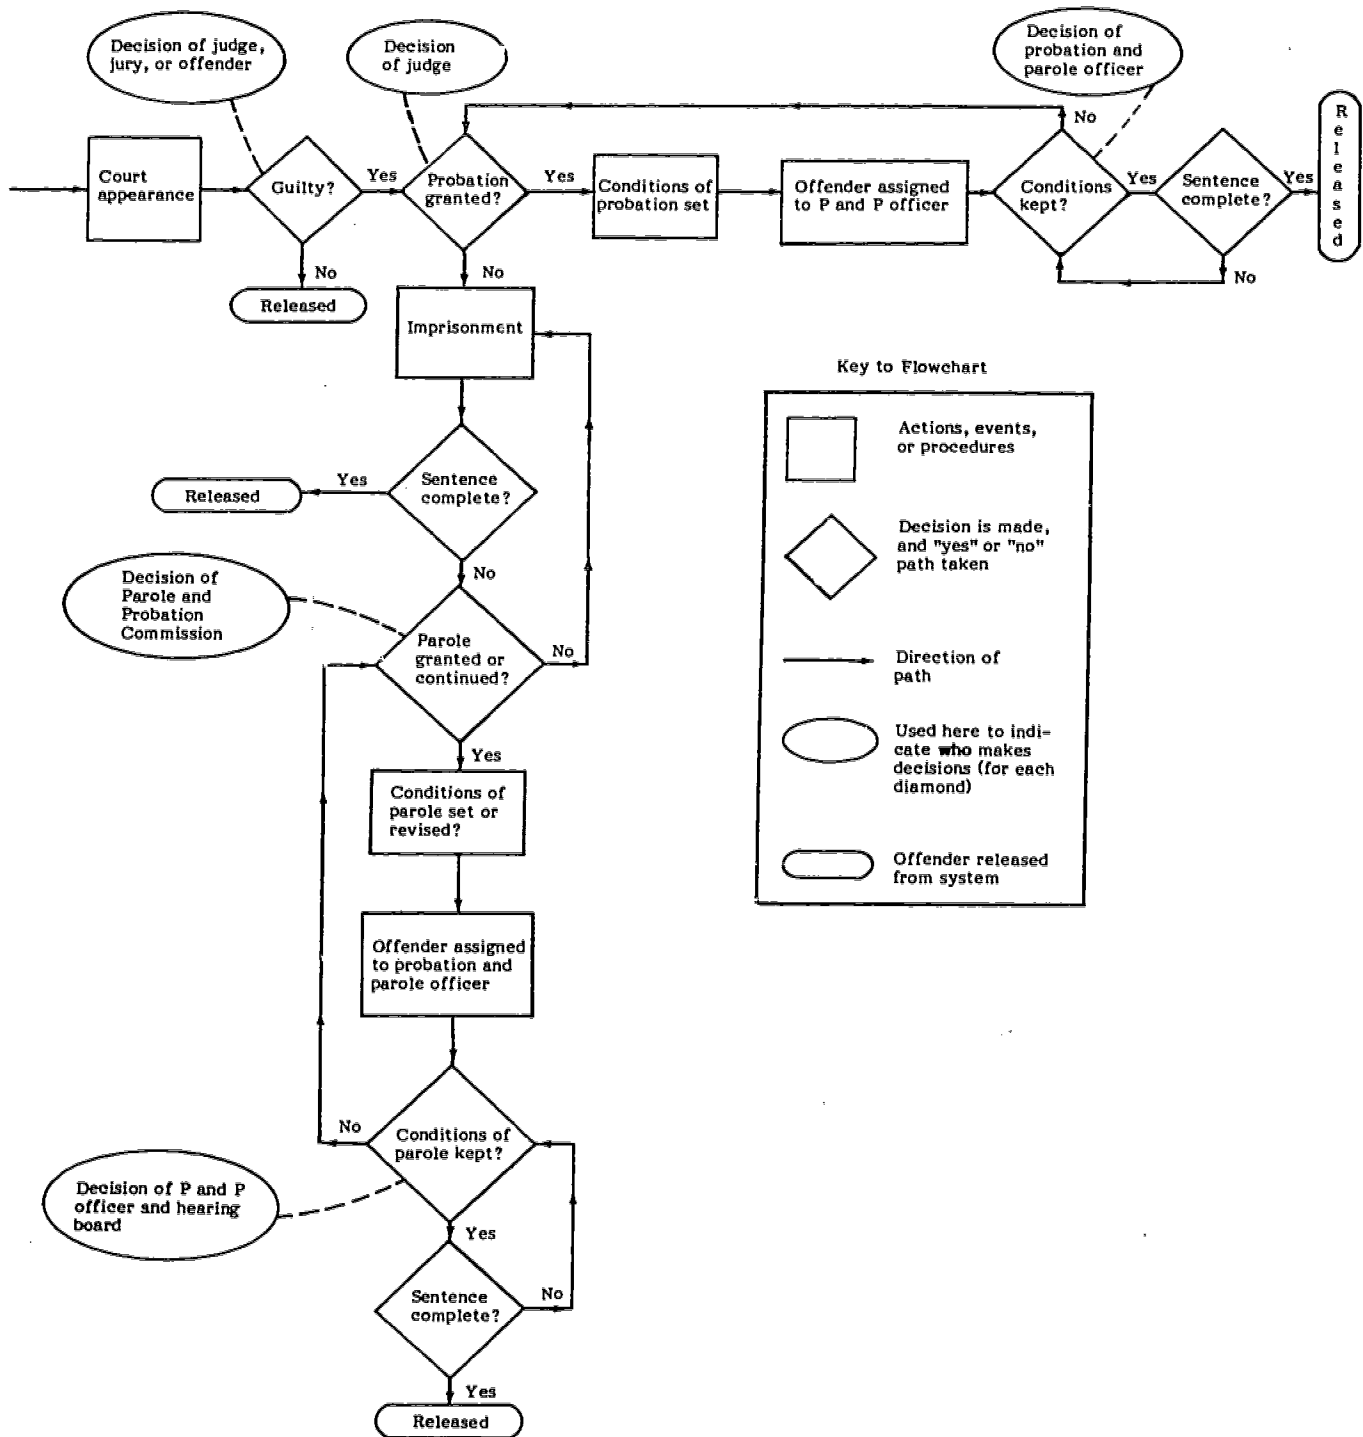 Decision of judge,
jury, or offender
Decision
of judge
Decision of
probation and
parole officer
Court
appearance
Guilty?
Yes
No
Released
Probation
granted?
Yes
No
Conditions of
probation set
Offender assigned
to P and P officer
Conditions
kept?
No
Yes
Sentence
complete?
Yes
No
Released
Imprisonment
Sentence
complete?
Yes
Released
No
Decision of
Parole and
Probation
Commission
Parole
granted or
continued?
No
Yes
Conditions of
parole set or
revised?
Offender assigned
to probation and
parole officer
Conditions of
parole kept?
No
Decision of P and P
officer and hearing
board
Yes
Sentence
complete?
No
Yes
Released
Key to Flowchart
Actions, events,
or procedures
Decision is made,
and "yes" or "no"
path taken
Direction of
path
Used here to indi-
cate who makes
decisions (for each
diamond)
Offender released
from system